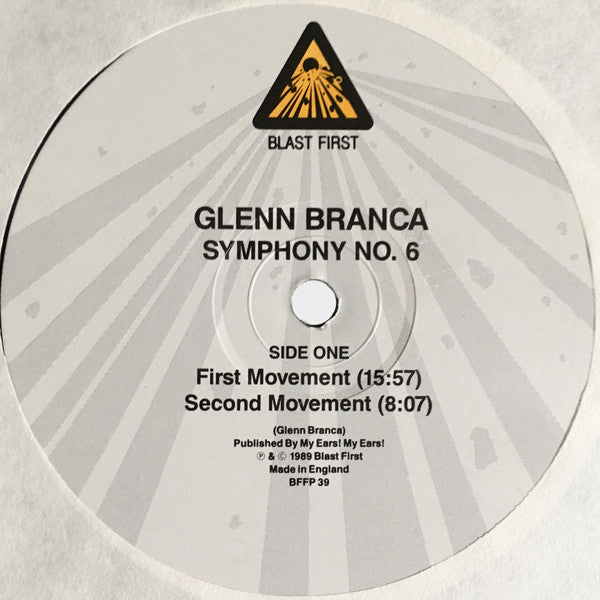 BLAST FIRST
GLENN BRANCA
SYMPHONY NO. 6
SIDE ONE
First Movement (15:57)
Second Movement (8:07)
(Glenn Branca)
Published By My Ears! My Ears!
℗ & © 1989 Blast First
Made in England
BFFP 39